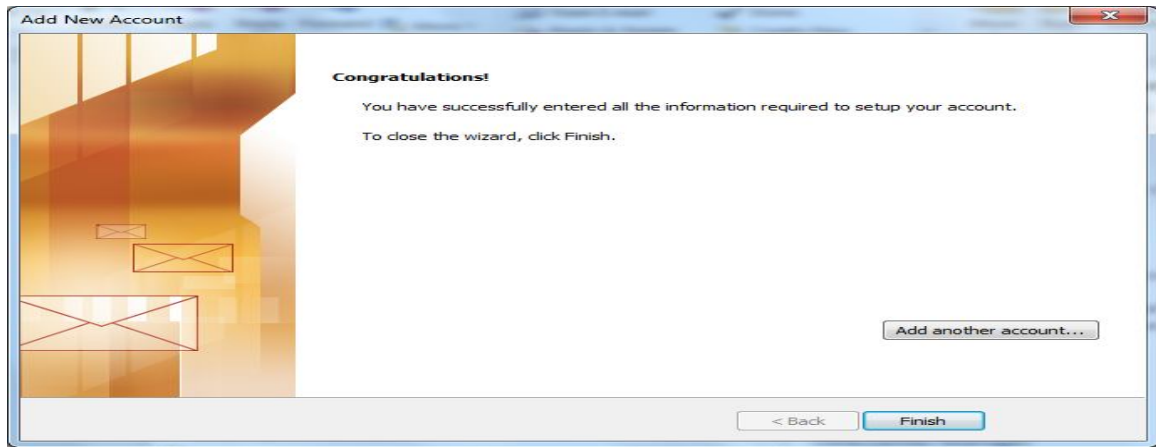 Add New Account
Congratulations!
You have successfully entered all the information required to setup your account.
To close the wizard, click Finish.
Add another account...
< Back
Finish